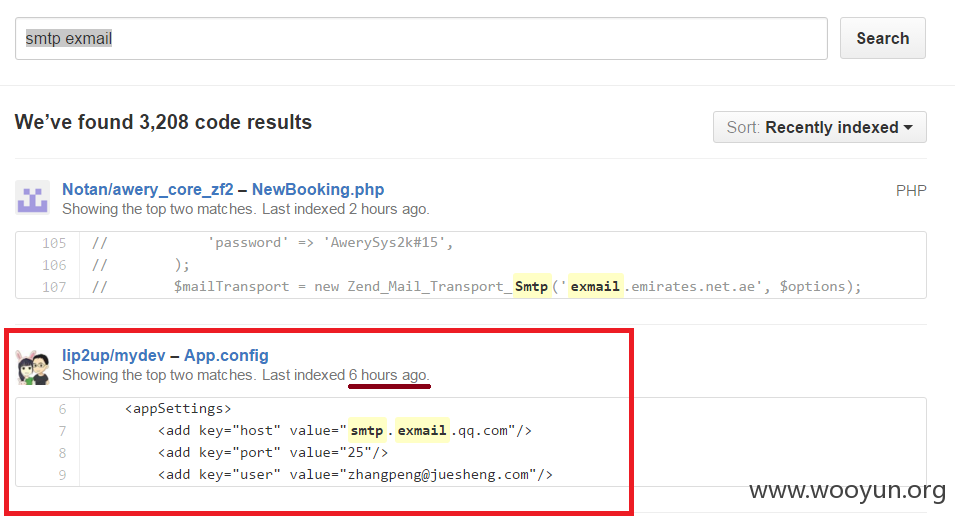 smtp exmail
Search
We've found 3,208 code results
Sort: Recently indexed
Notan/awery_core_zf2 – NewBooking.php
PHP
Showing the top two matches. Last indexed 2 hours ago.
105 // 'password' => 'AwerySys2k#15',
106 // );
107 // $mailTransport = new Zend_Mail_Transport_Smtp('exmail.emirates.net.ae', $options);
lip2up/mydev – App.config
Showing the top two matches. Last indexed 6 hours ago.
6 <appSettings>
7 <add key="host" value="smtp.exmail.qq.com"/>
8 <add key="port" value="25"/>
9 <add key="user" value="zhangpeng@juesheng.com"/>
www.wooyun.org